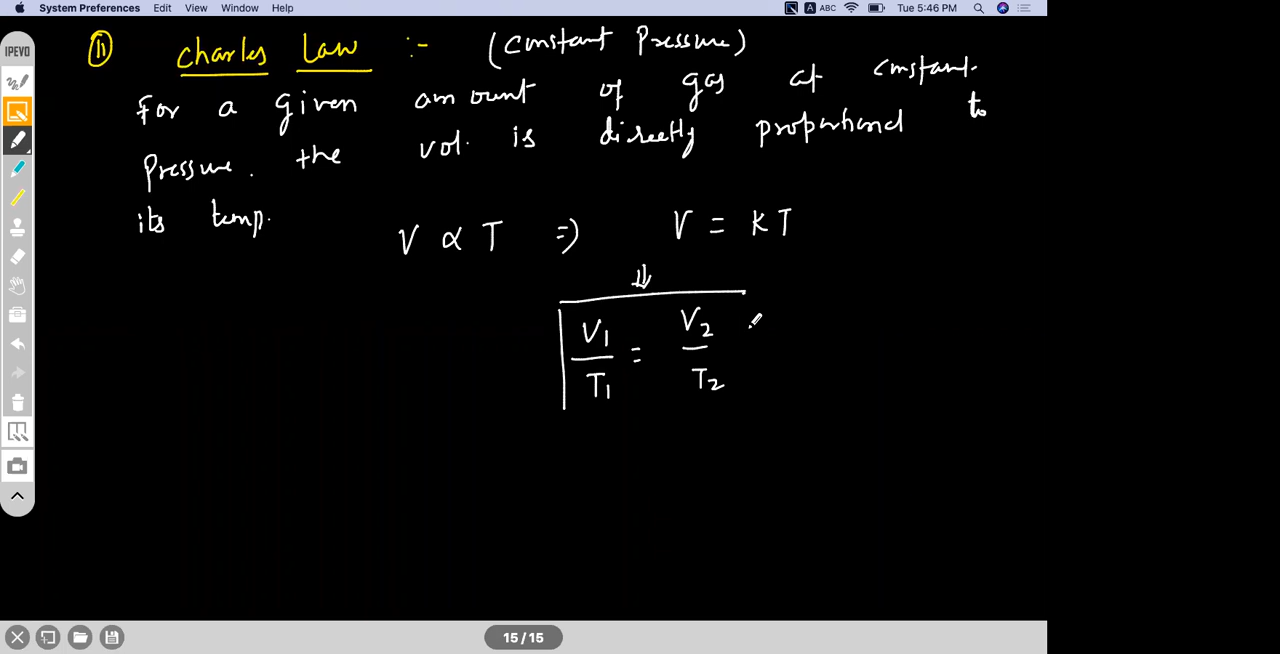 System Preferences Edit View Window Help A ABC Tue 5:46 PM
IPEVO
(ii) Charles Law :- (Constant Pressure)
For a given amount of gas at constant
Pressure. the vol. is directly proportional to
its temp.
V ∝ T ⇒ V = KT
⇓
V1/T1 = V2/T2
15/15